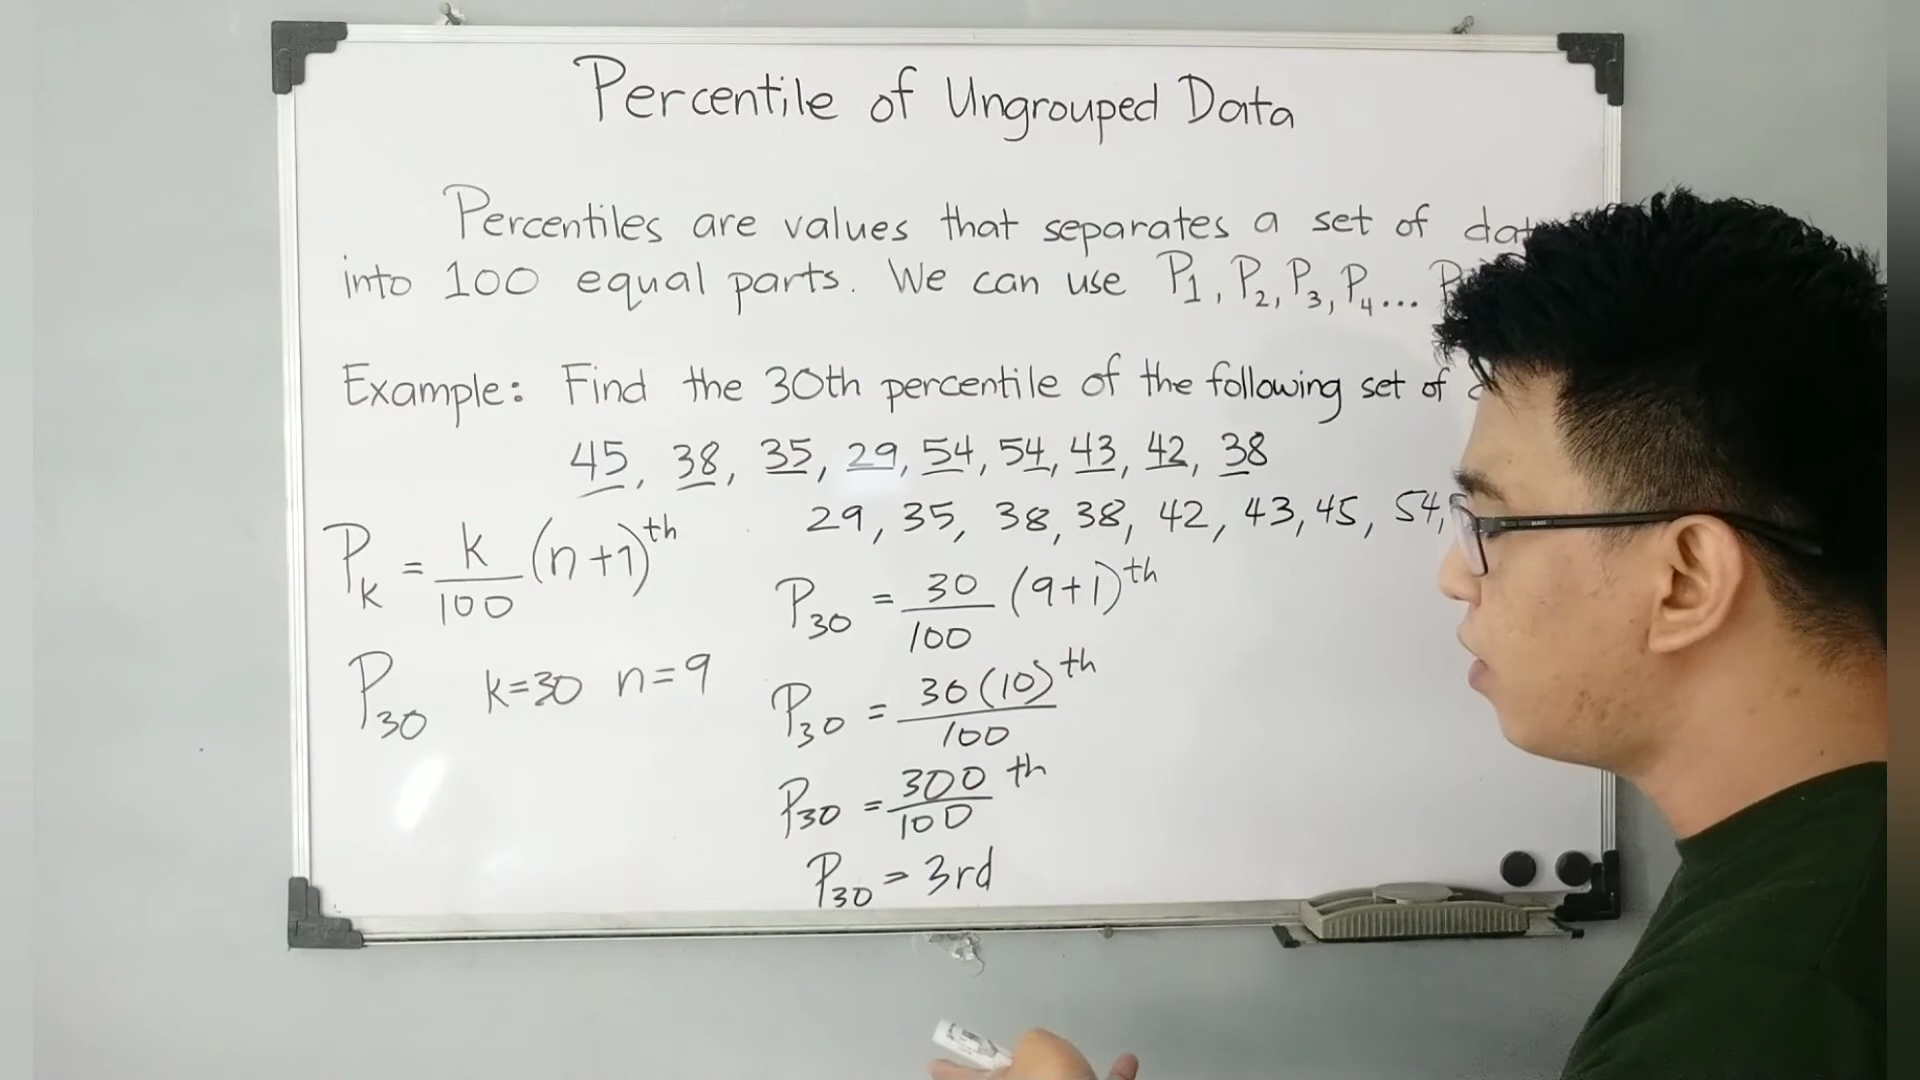 Percentile of Ungrouped Data
Percentiles are values that separates a set of
into 100 equal parts. We can use P₁, P₂, P₃, P₄...
Example: Find the 30th percentile of the following set of
45, 38, 35, 29, 54, 54, 43, 42, 38
29, 35, 38, 38, 42, 43, 45, 54,
Pₖ = k/100 (n+1)ᵗʰ
P₃₀ k=30 n=9
P₃₀ = 30/100 (9+1)ᵗʰ
P₃₀ = 30(10)ᵗʰ/100
P₃₀ = 300/100 ᵗʰ
P₃₀ = 3rd